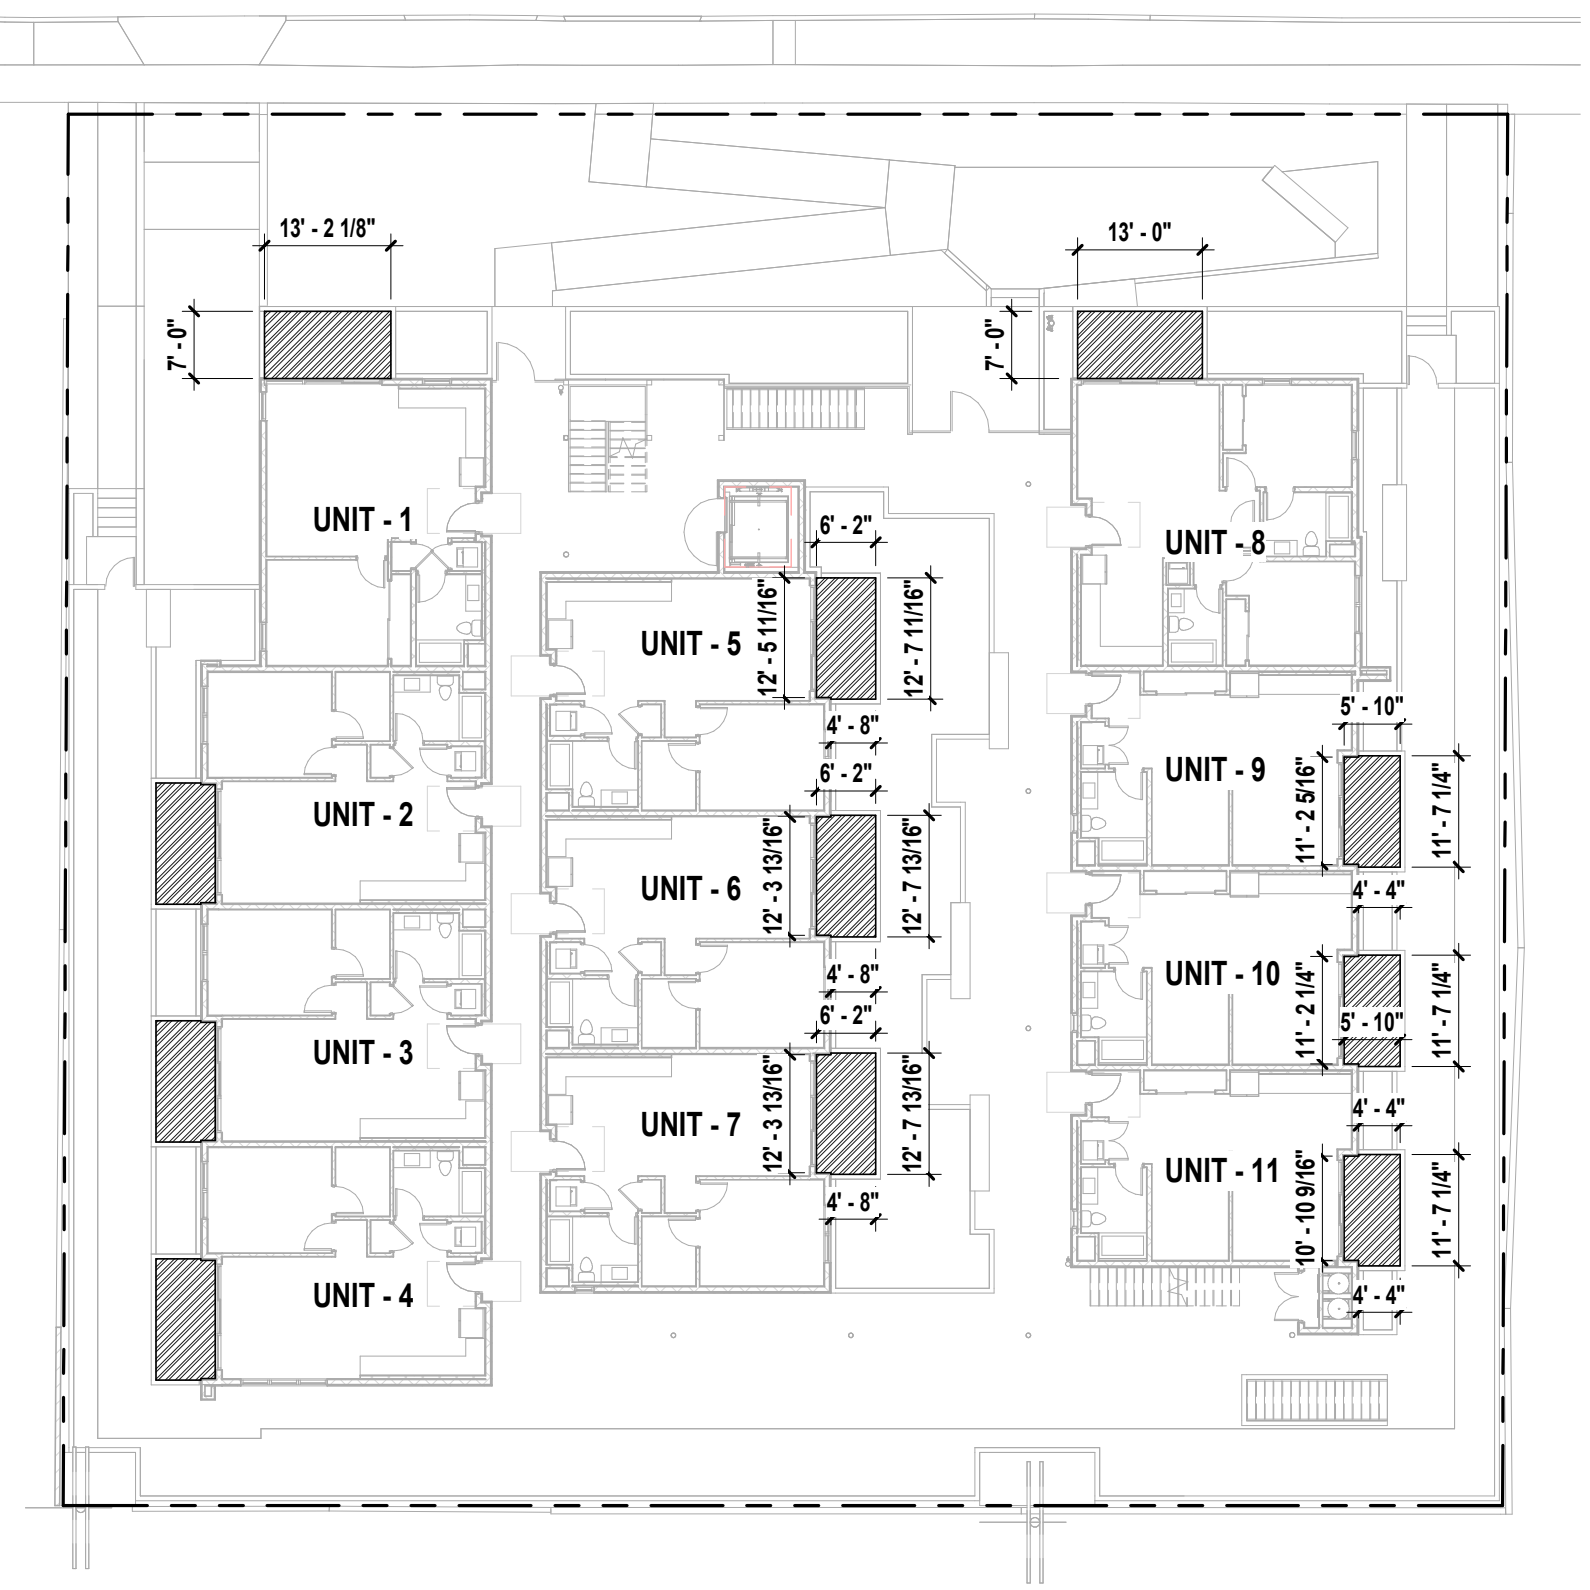 13' - 2 1/8"
13' - 0"
7' - 0"
7' - 0"
UNIT - 1
6' - 2"
UNIT - 8
UNIT - 5
12' - 5 11/16"
12' - 7 11/16"
4' - 8"
5' - 10"
6' - 2"
UNIT - 9
11' - 2 5/16"
11' - 7 1/4"
UNIT - 2
UNIT - 6
12' - 3 13/16"
12' - 7 13/16"
4' - 4"
4' - 8"
UNIT - 10
11' - 2 1/4"
11' - 7 1/4"
6' - 2"
5' - 10"
UNIT - 3
UNIT - 7
12' - 3 13/16"
12' - 7 13/16"
4' - 4"
UNIT - 11
10' - 10 9/16"
11' - 7 1/4"
4' - 8"
UNIT - 4
4' - 4"